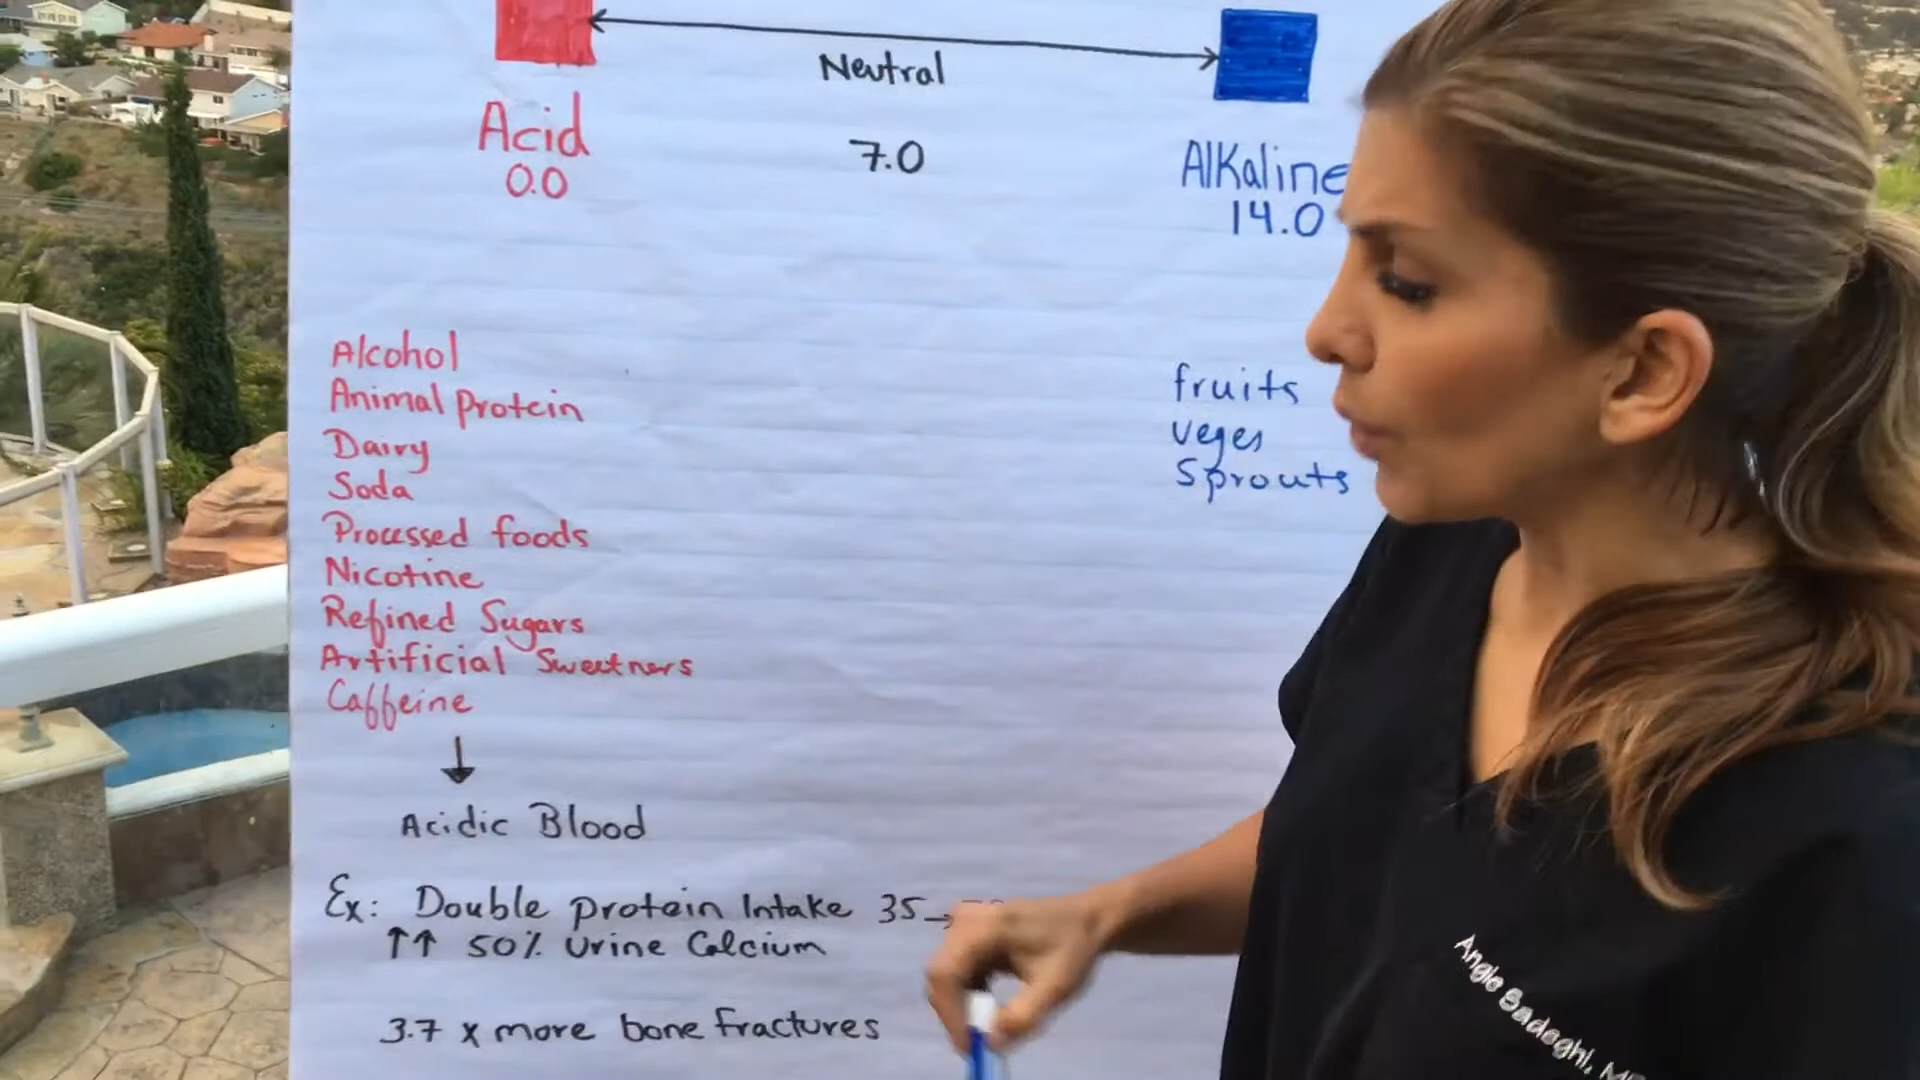 Neutral
Acid
0.0
7.0
Alkaline
14.0
Alcohol
Animal protein
Dairy
Soda
Processed foods
Nicotine
Refined Sugars
Artificial Sweetners
Caffeine
↓
fruits
veges
Sprouts
Acidic Blood
Ex: Double protein Intake 35→
↑↑ 50% Urine Calcium
3.7 x more bone fractures
Angie Sadeghi,